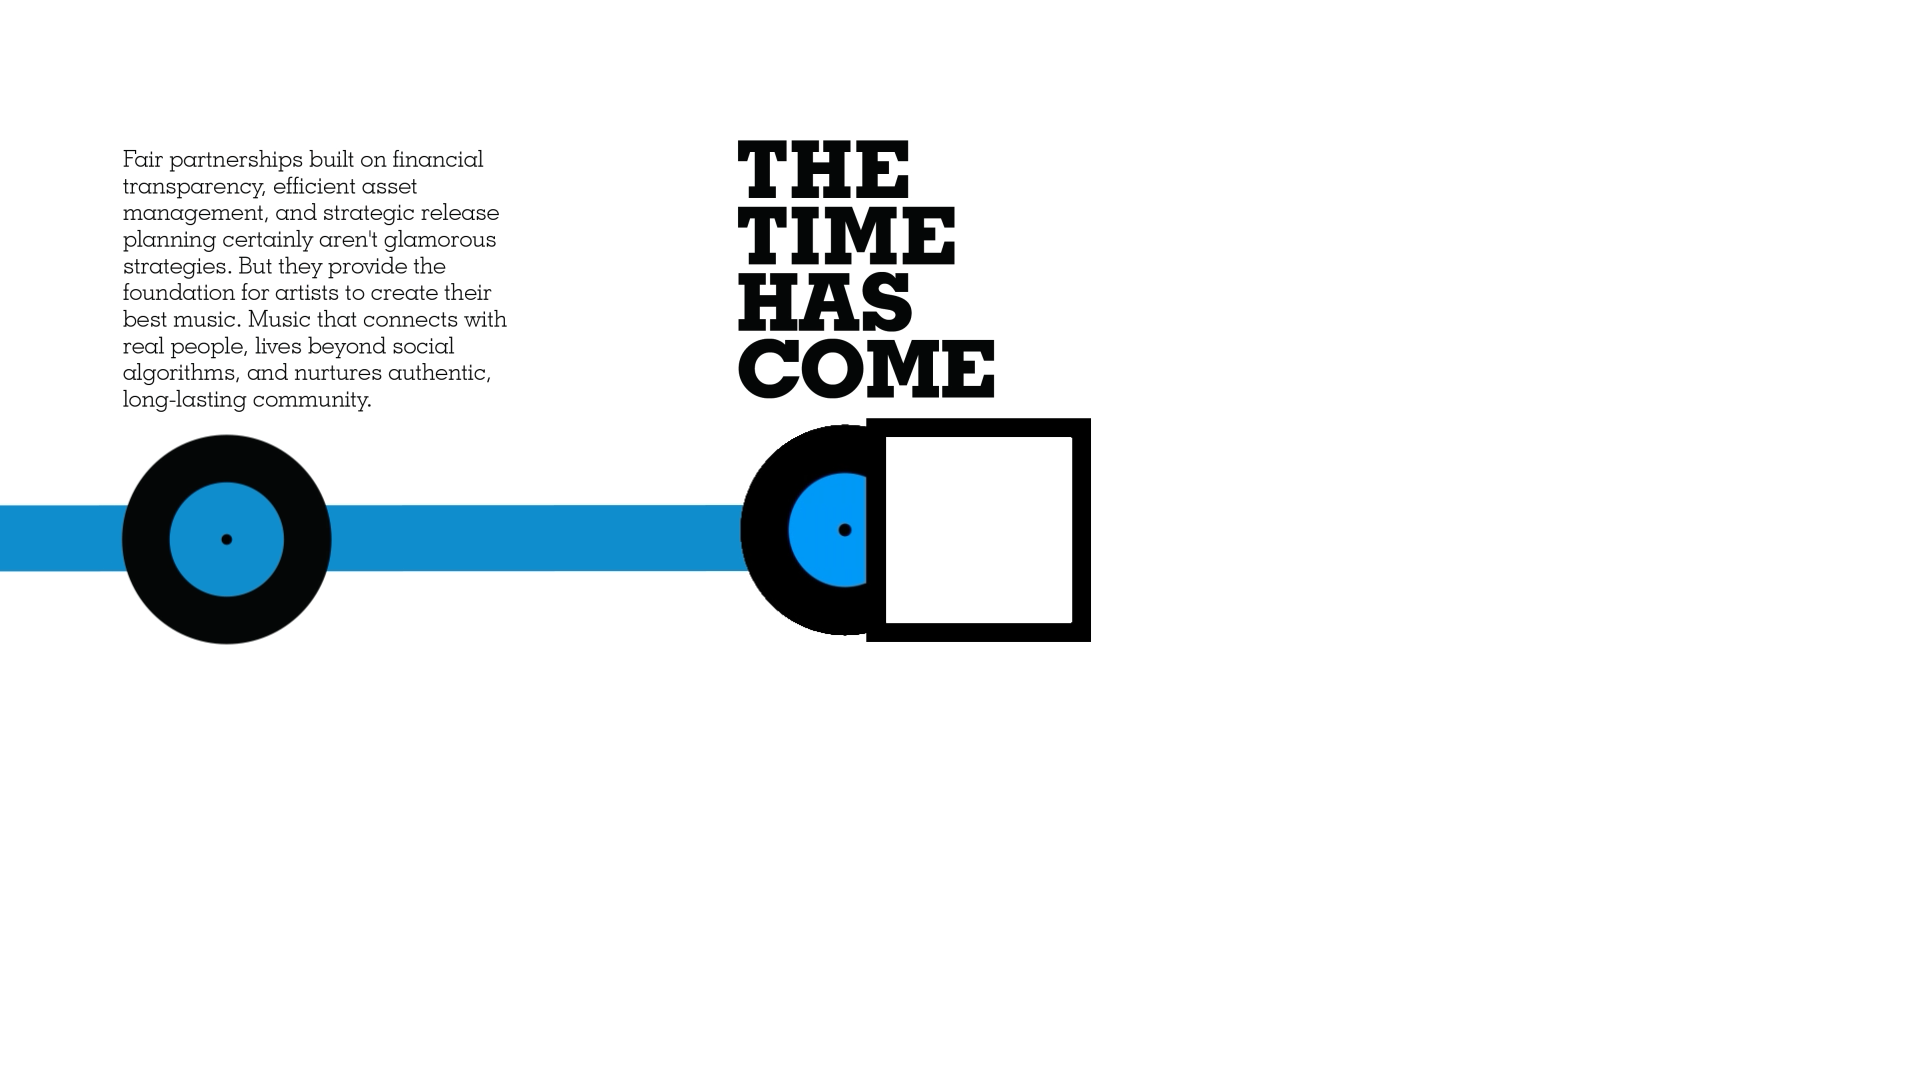 Fair partnerships built on financial
transparency, efficient asset
management, and strategic release
planning certainly aren't glamorous
strategies. But they provide the
foundation for artists to create their
best music. Music that connects with
real people, lives beyond social
algorithms, and nurtures authentic,
long-lasting community.
THE
TIME
HAS
COME